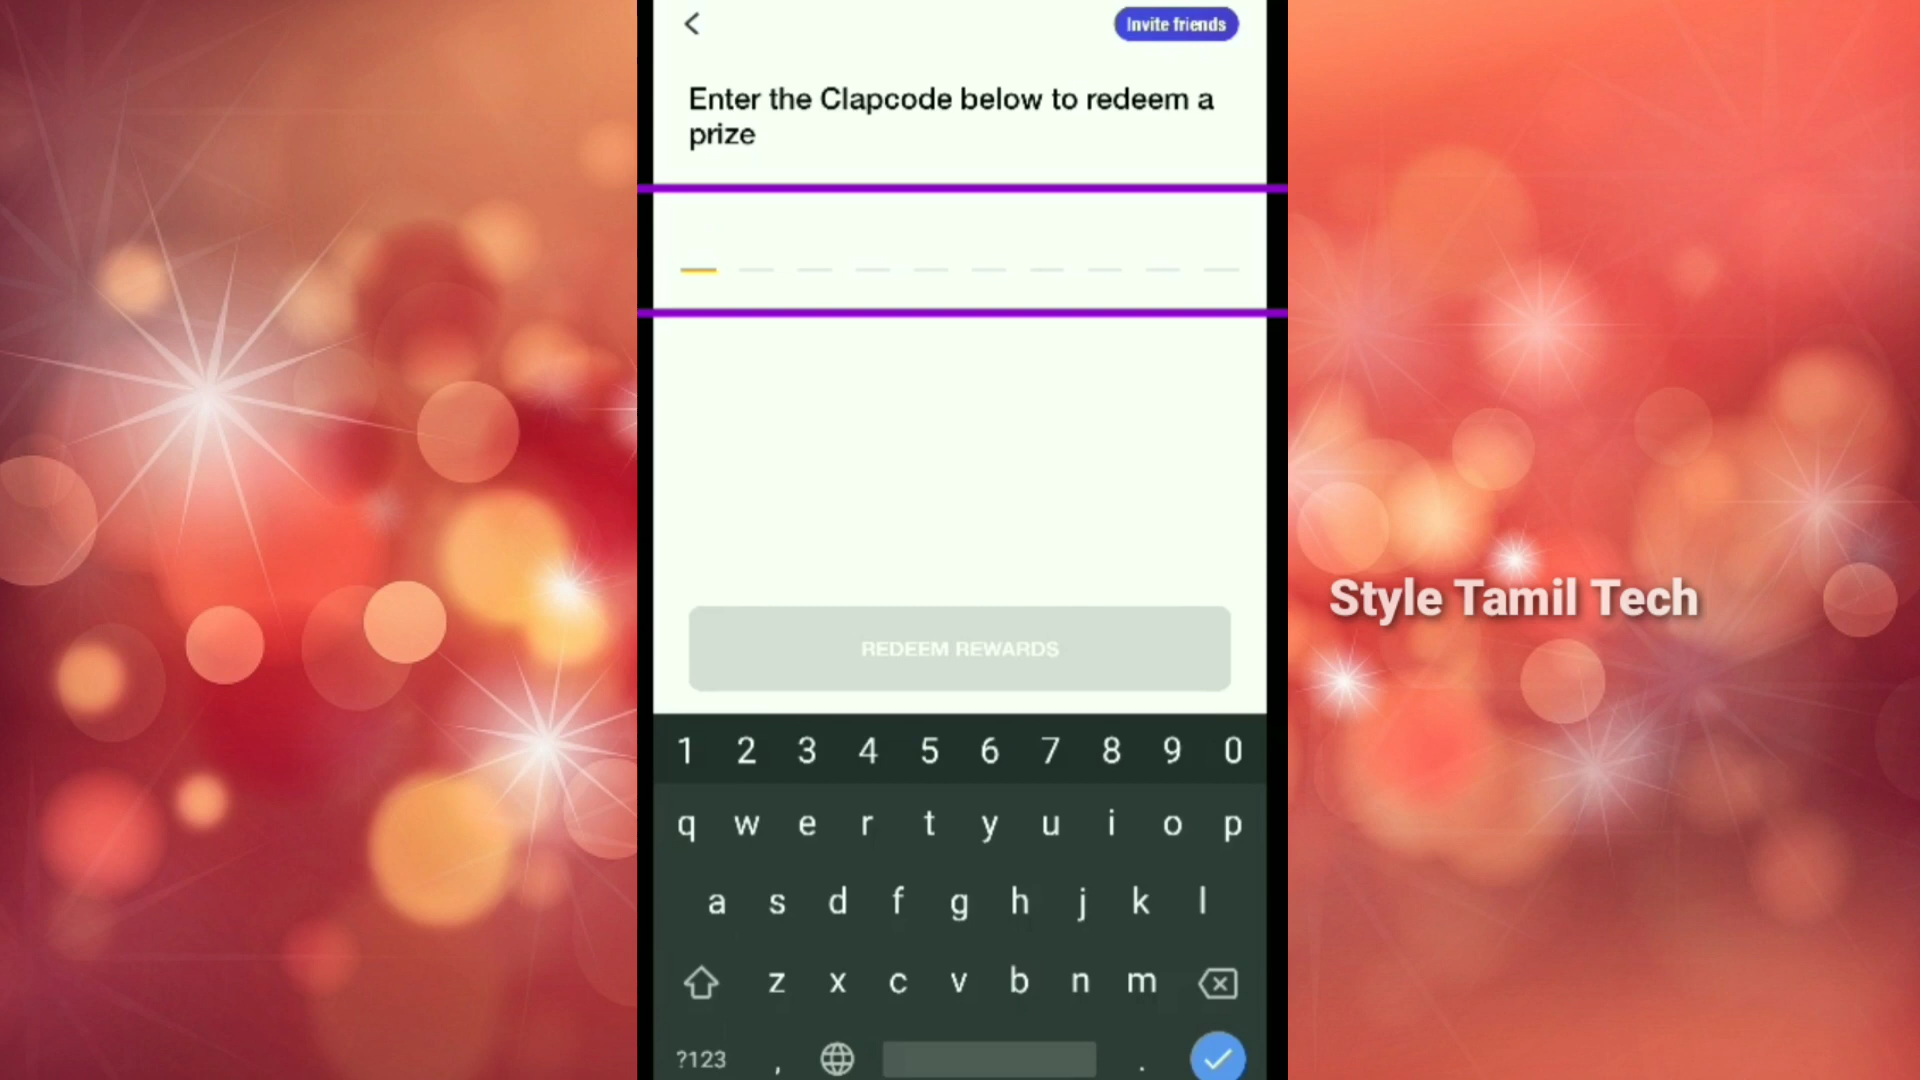 Invite friends
Enter the Clapcode below to redeem a
prize
REDEEM REWARDS
Style Tamil Tech
1 2 3 4 5 6 7 8 9 0
q w e r t y u i o p
a s d f g h j k l
z x c v b n m
?123 , .